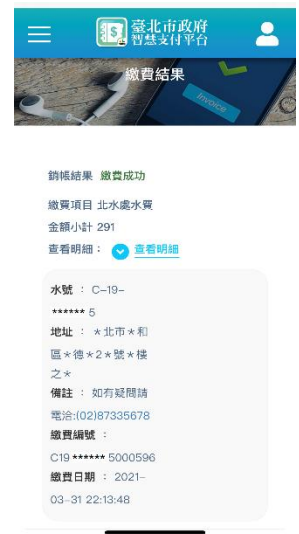 臺北市政府
智慧支付平台
繳費結果
Invoice
銷帳結果 繳費成功
繳費項目 北水處水費
金額小計 291
查看明細： 查看明細
水號 ： C-19-
****** 5
地址 ： *北市*和
區*德*2*號*樓
之*
備註 ： 如有疑問請
電洽:(02)87335678
繳費編號 ：
C19 ****** 5000596
繳費日期 ： 2021-
03-31 22:13:48